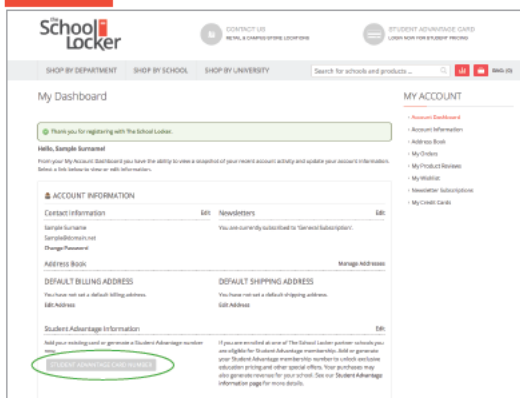 the
School
Locker
CONTACT US
RETAIL & CAMPUS STORE LOCATIONS
STUDENT ADVANTAGE CARD
LOGIN NOW FOR STUDENT PRICING
SHOP BY DEPARTMENT
SHOP BY SCHOOL
SHOP BY UNIVERSITY
Search for schools and products ...
BAG: (0)
My Dashboard
Thank you for registering with The School Locker.
Hello, Sample Surname!
From your My Account Dashboard you have the ability to view a snapshot of your recent account activity and update your account information.
Select a link below to view or edit information.
ACCOUNT INFORMATION
Contact Information
Edit
Sample Surname
Sample@domain.net
Change Password
Newsletters
Edit
You are currently subscribed to 'General Subscription'.
Address Book
Manage Addresses
DEFAULT BILLING ADDRESS
You have not set a default billing address.
Edit Address
DEFAULT SHIPPING ADDRESS
You have not set a default shipping address.
Edit Address
Student Advantage Information
Edit
Add your existing card or generate a Student Advantage number
now.
STUDENT ADVANTAGE CARD NUMBER
If you are enrolled at one of The School Locker partner schools you
are eligible for Student Advantage membership. Add or generate
your Student Advantage membership number to unlock exclusive
education pricing and other special offers. Your purchases may
also generate revenue for your school. See our Student Advantage
information page for more details.
MY ACCOUNT
Account Dashboard
Account Information
Address Book
My Orders
My Product Reviews
My Wishlist
Newsletter Subscriptions
My Credit Cards